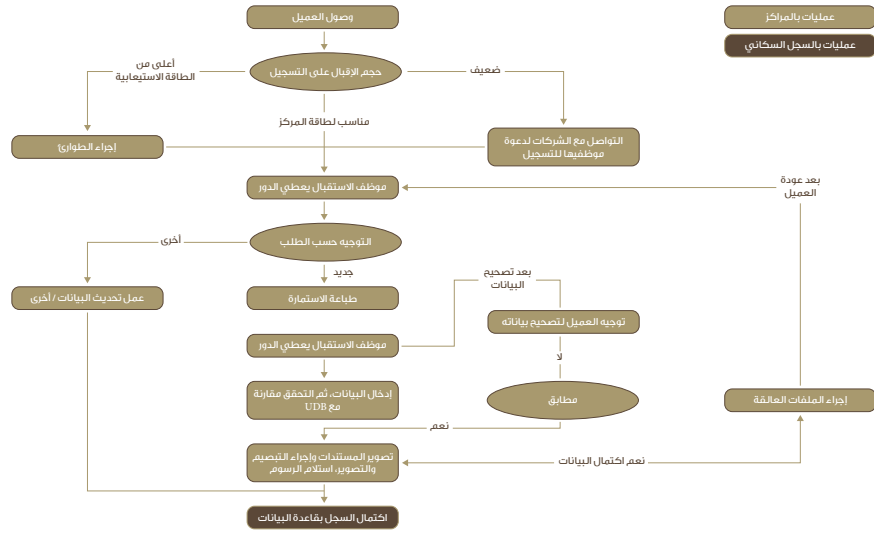 وصول العميل
عمليات بالمراكز
عمليات بالسجل السكاني
حجم الإقبال على التسجيل
أعلى من
الطاقة الاستيعابية
ضعيف
مناسب لطاقة المركز
إجراء الطوارئ
التواصل مع الشركات لدعوة
موظفيها للتسجيل
موظف الاستقبال يعطي الدور
بعد عودة
العميل
التوجيه حسب الطلب
أخرى
جديد
بعد تصحيح
البيانات
عمل تحديث البيانات / أخرى
طباعة الاستمارة
توجيه العميل لتصحيح بياناته
موظف الاستقبال يعطي الدور
لا
إدخال البيانات، ثم التحقق مقارنة
مع UDB
مطابق
إجراء الملفات العالقة
نعم
تصوير المستندات وإجراء التبصيم
والتصوير، استلام الرسوم
نعم اكتمال البيانات
اكتمال السجل بقاعدة البيانات